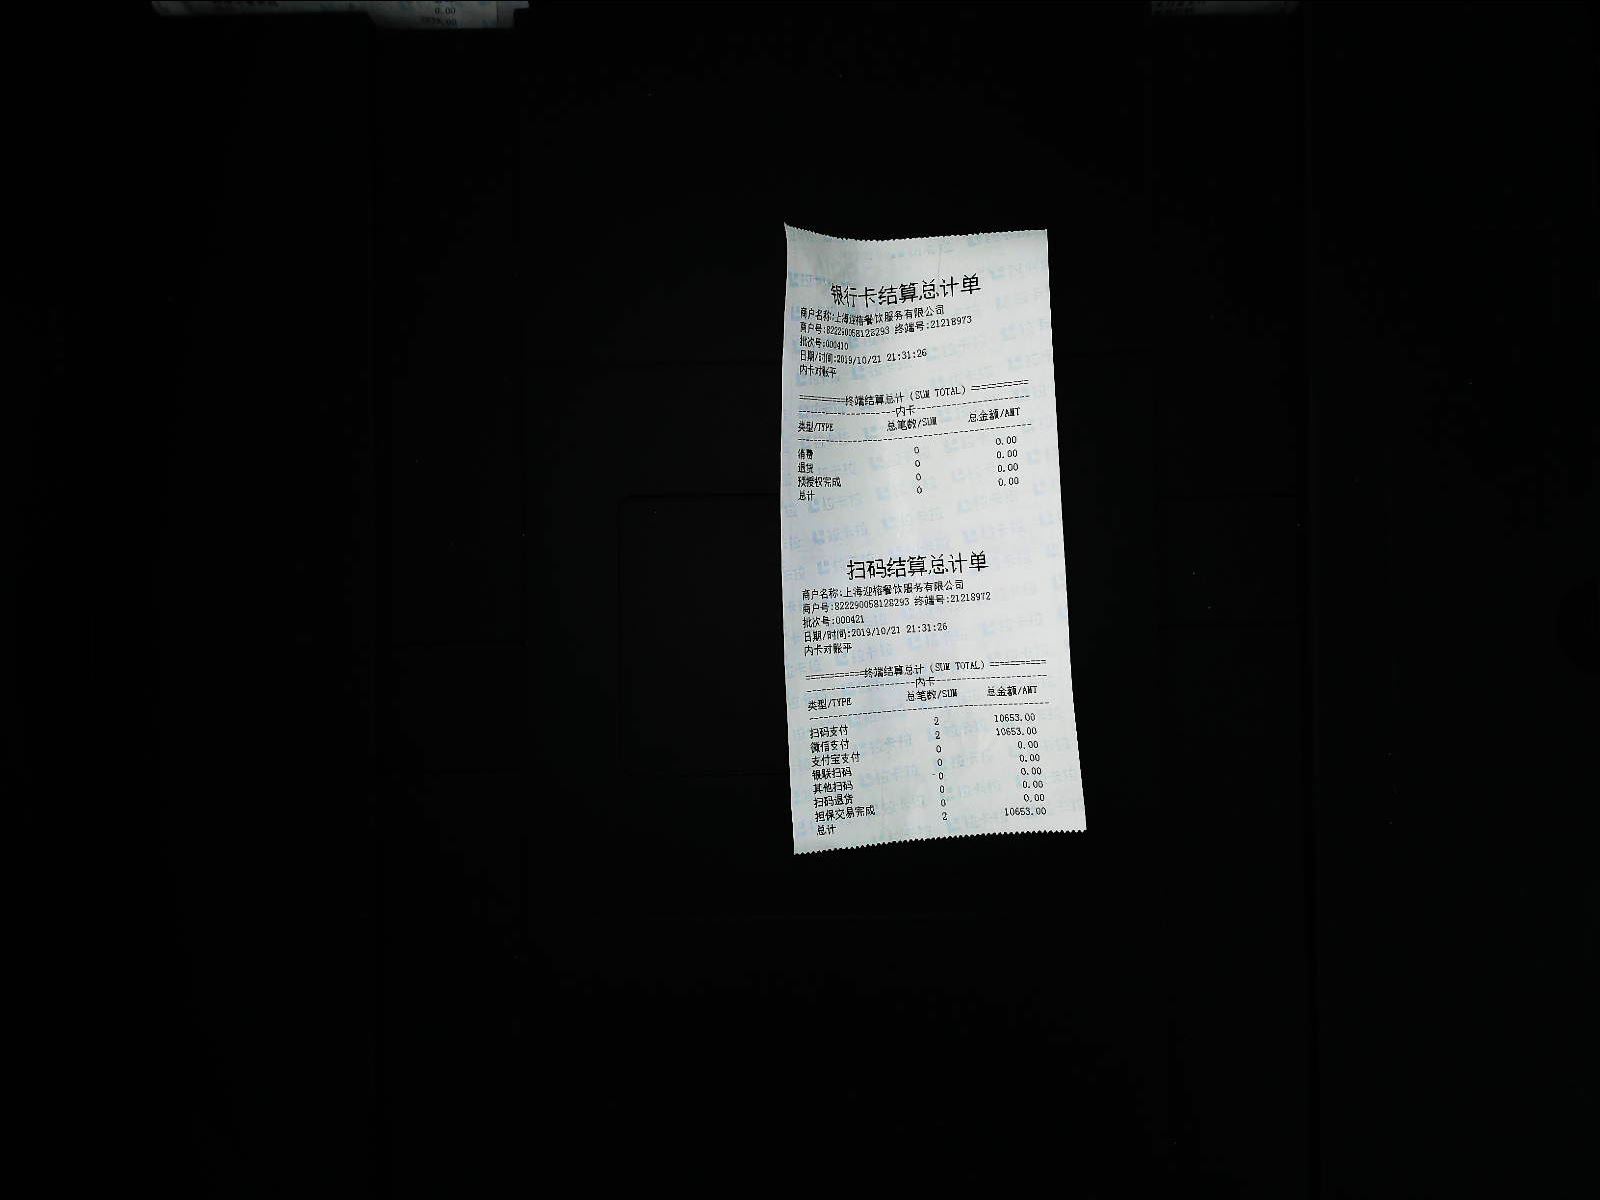 0.00
银行卡结算总计单
商户名称:上海迎榕餐饮服务有限公司
商户号:822290058128293 终端号:21218973
批次号:000410
日期/时间:2019/10/21 21:31:26
内卡对账平
=========终端结算总计 (SUM TOTAL) ===========
---------------------内卡---------------------
类型/TYPE 总笔数/SUM 总金额/AMT
消费 0 0.00
退货 0 0.00
预授权完成 0 0.00
总计 0 0.00
扫码结算总计单
商户名称:上海迎榕餐饮服务有限公司
商户号:822290058128293 终端号:21218972
批次号:000421
日期/时间:2019/10/21 21:31:26
内卡对账平
===========终端结算总计 (SUM TOTAL) ===========
---------------------内卡---------------------
类型/TYPE 总笔数/SUM 总金额/AMT
扫码支付 2 10653.00
微信支付 2 10653.00
支付宝支付 0 0.00
银联扫码 0 0.00
其他扫码 0 0.00
扫码退货 0 0.00
担保交易完成 0 0.00
总计 2 10653.00